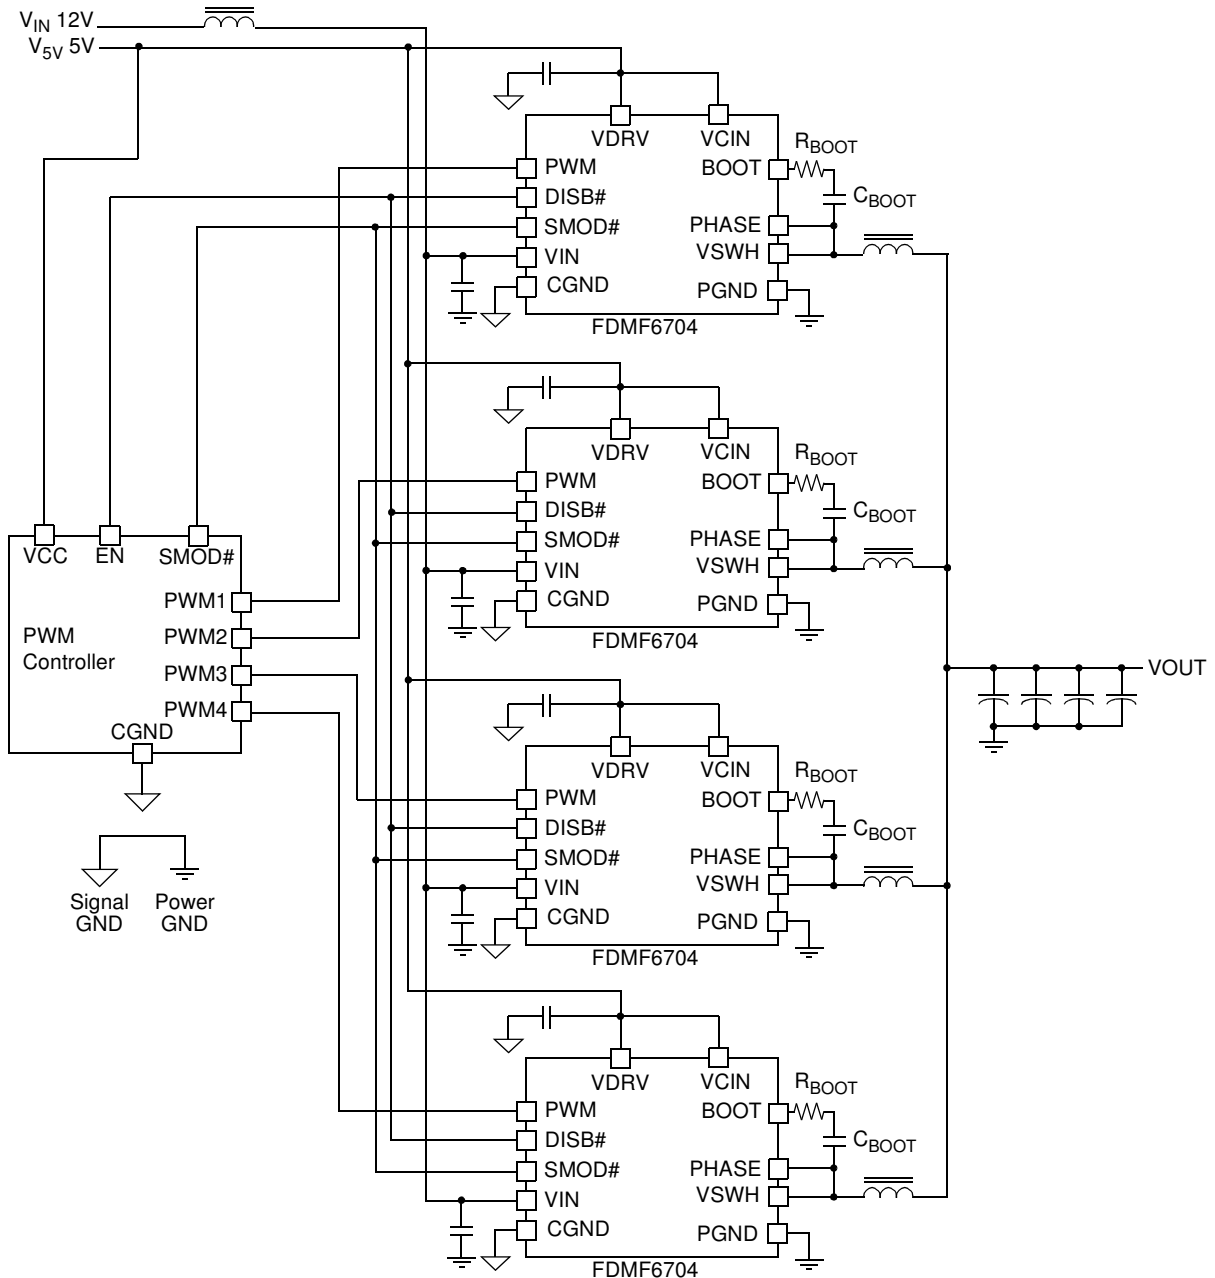 VIN 12V
V5V 5V
VDRV
VCIN
PWM
DISB#
SMOD#
VIN
CGND
BOOT
PHASE
VSWH
PGND
RBOOT
CBOOT
FDMF6704
VDRV
VCIN
PWM
DISB#
SMOD#
VIN
CGND
BOOT
PHASE
VSWH
PGND
RBOOT
CBOOT
FDMF6704
VCC
EN
SMOD#
PWM1
PWM2
PWM3
PWM4
PWM
Controller
CGND
Signal
GND
Power
GND
VOUT
VDRV
VCIN
PWM
DISB#
SMOD#
VIN
CGND
BOOT
PHASE
VSWH
PGND
RBOOT
CBOOT
FDMF6704
VDRV
VCIN
PWM
DISB#
SMOD#
VIN
CGND
BOOT
PHASE
VSWH
PGND
RBOOT
CBOOT
FDMF6704